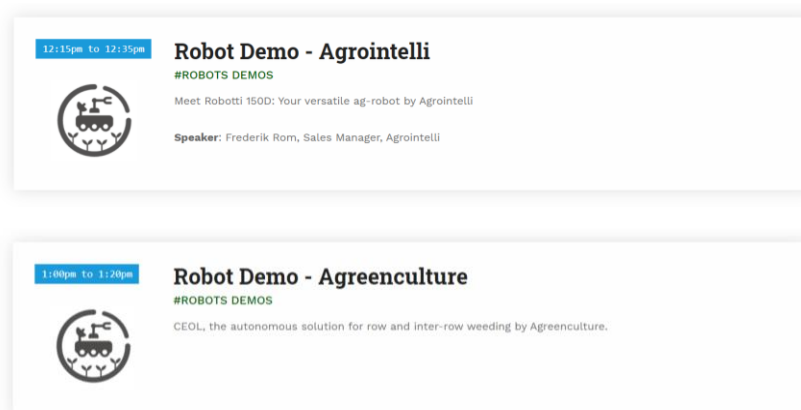 12:15pm to 12:35pm
Robot Demo - Agrointelli
#ROBOTS DEMOS
Meet Robotti 150D: Your versatile ag-robot by Agrointelli
Speaker: Frederik Rom, Sales Manager, Agrointelli
1:00pm to 1:20pm
Robot Demo - Agreenculture
#ROBOTS DEMOS
CEOL, the autonomous solution for row and inter-row weeding by Agreenculture.